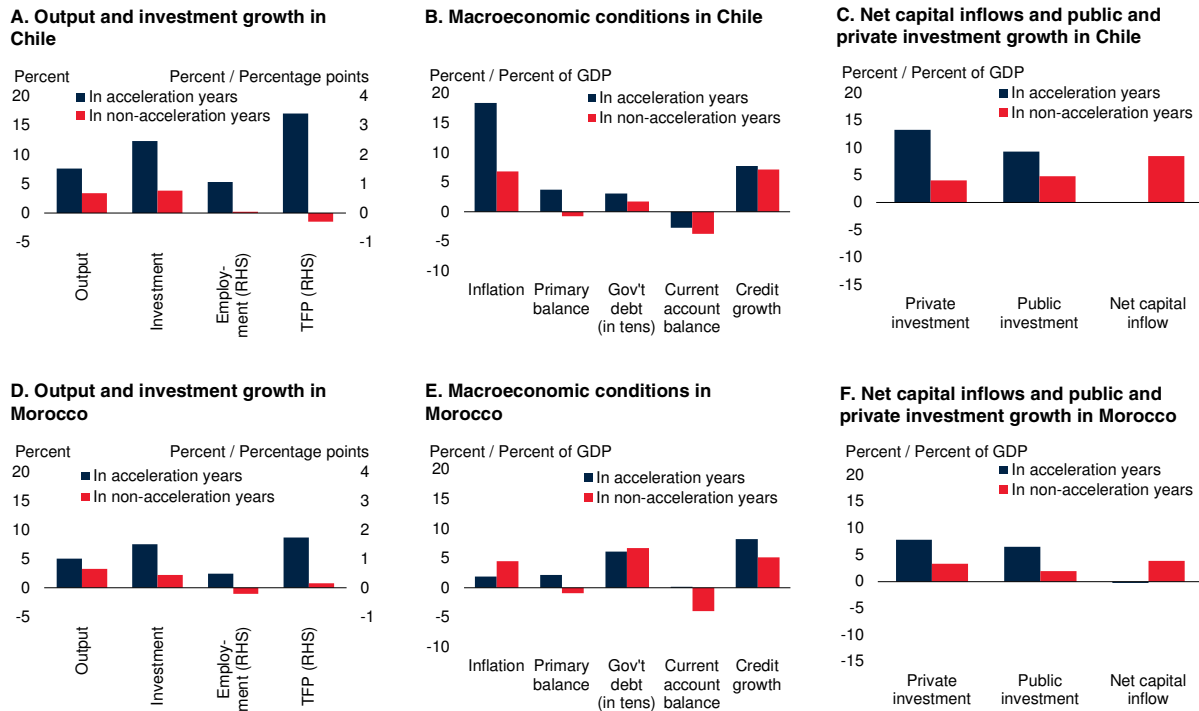 A. Output and investment growth in
Chile
Percent
Percent / Percentage points
20
15
10
5
0
-5
4
3
2
1
0
-1
In acceleration years
In non-acceleration years
Output
Investment
Employ-
ment (RHS)
TFP (RHS)
B. Macroeconomic conditions in Chile
Percent / Percent of GDP
20
15
10
5
0
-5
-10
In acceleration years
In non-acceleration years
Inflation
Primary
balance
Gov't
debt
(in tens)
Current
account
balance
Credit
growth
C. Net capital inflows and public and
private investment growth in Chile
Percent / Percent of GDP
20
15
10
5
0
-5
-10
-15
In acceleration years
In non-acceleration years
Private
investment
Public
investment
Net capital
inflow
D. Output and investment growth in
Morocco
Percent
Percent / Percentage points
20
15
10
5
0
-5
4
3
2
1
0
-1
In acceleration years
In non-acceleration years
Output
Investment
Employ-
ment (RHS)
TFP (RHS)
E. Macroeconomic conditions in
Morocco
Percent / Percent of GDP
20
15
10
5
0
-5
-10
In acceleration years
In non-acceleration years
Inflation
Primary
balance
Gov't
debt
(in tens)
Current
account
balance
Credit
growth
F. Net capital inflows and public and
private investment growth in Morocco
Percent / Percent of GDP
20
15
10
5
0
-5
-10
-15
In acceleration years
In non-acceleration years
Private
investment
Public
investment
Net capital
inflow